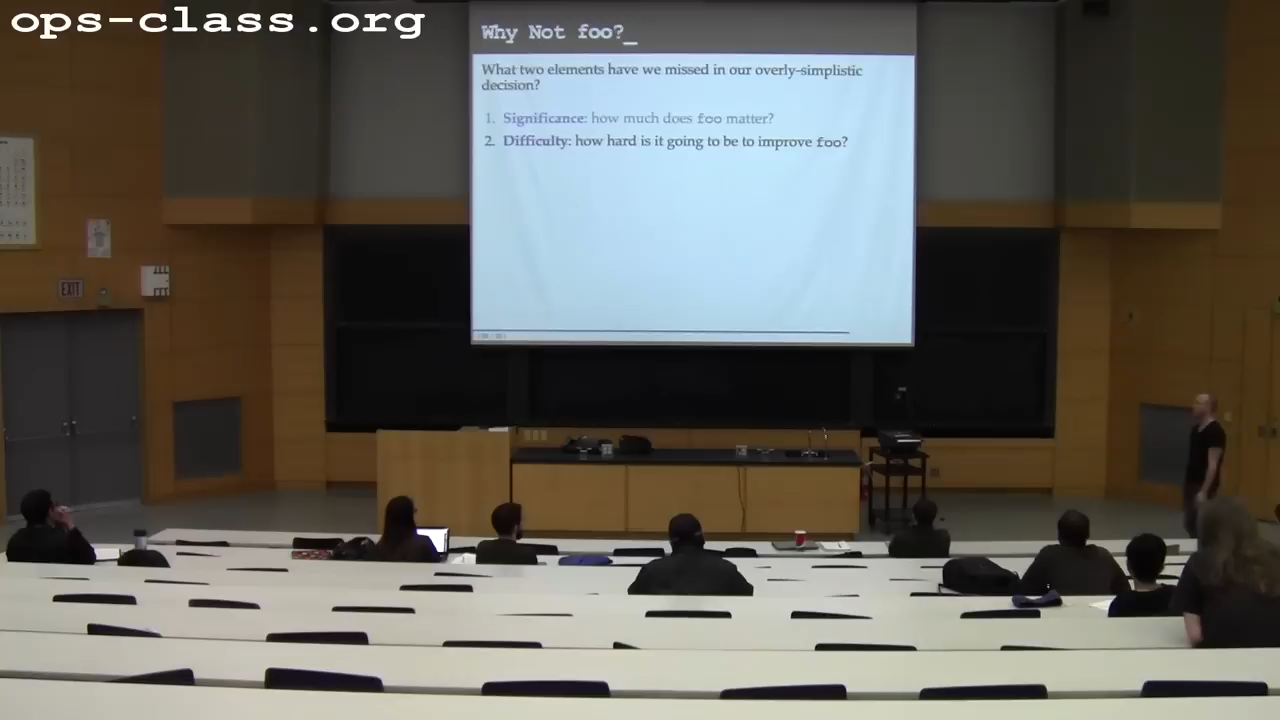 ops-class.org
Why Not foo?_
What two elements have we missed in our overly-simplistic
decision?
1. Significance: how much does foo matter?
2. Difficulty: how hard is it going to be to improve foo?
EXIT